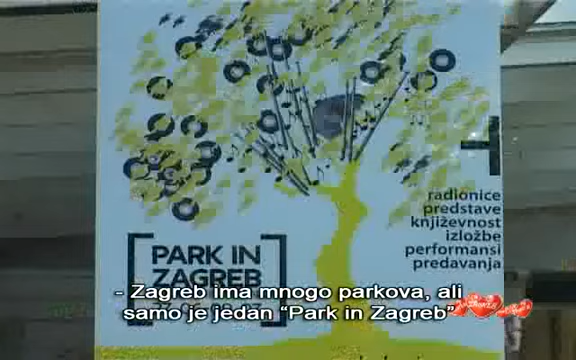 radionice
predstave
književnost
izložbe
performansi
predavanja
PARK IN
ZAGREB
- Zagreb ima mnogo parkova, ali
samo je jedan “Park in Zagreb”